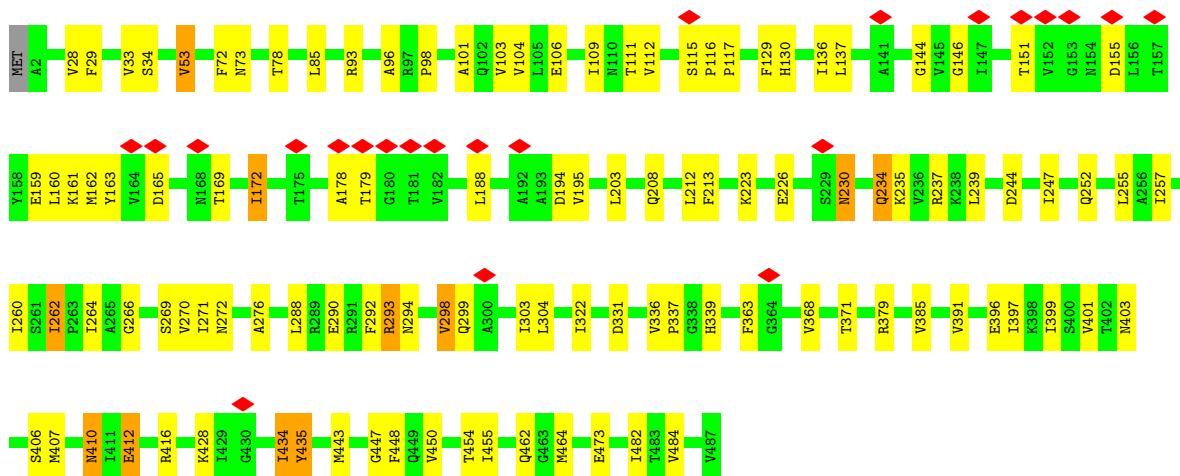 MET A2 V28 F29 V33 S34 V53 F72 N73 T78 L85 R93 A96 R97 P98 A101 Q102 V103 V104 L105 E106 I109 N110 T111 V112 S115 P116 P117 F129 H130 I136 L137 A141 G144 V145 G146 I147 T151 V152 G153 N154 D155 L156 T157
Y158 E159 L160 K161 M162 Y163 V164 D165 N168 T169 I172 T175 A178 T179 G180 T181 V182 L188 A192 A193 D194 V195 L203 Q208 L212 F213 K223 E226 S229 N230 Q234 K235 V236 R237 K238 L239 D244 I247 Q252 L255 A256 I257
I260 S261 I262 P263 I264 A265 G266 S269 V270 I271 N272 A276 L288 R289 E290 R291 F292 R293 N294 V298 Q299 A300 I303 L304 I322 D331 V336 P337 G338 H339 F363 G364 V368 T371 R379 V385 V391 E396 I397 K398 I399 S400 V401 T402 N403
S406 M407 N410 I411 E412 R416 K428 I429 G430 I434 Y435 M443 G447 F448 Q449 V450 T454 I455 Q462 G463 M464 E473 I482 T483 V484 V487